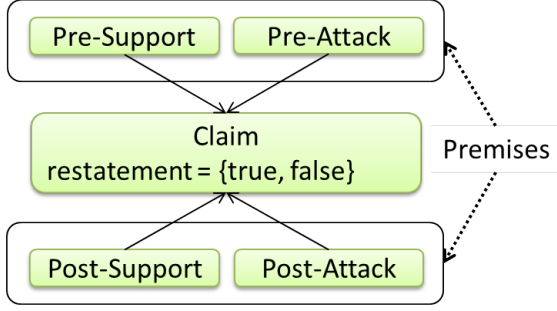 Pre-Support
Pre-Attack
Claim
restatement = {true, false}
Premises
Post-Support
Post-Attack